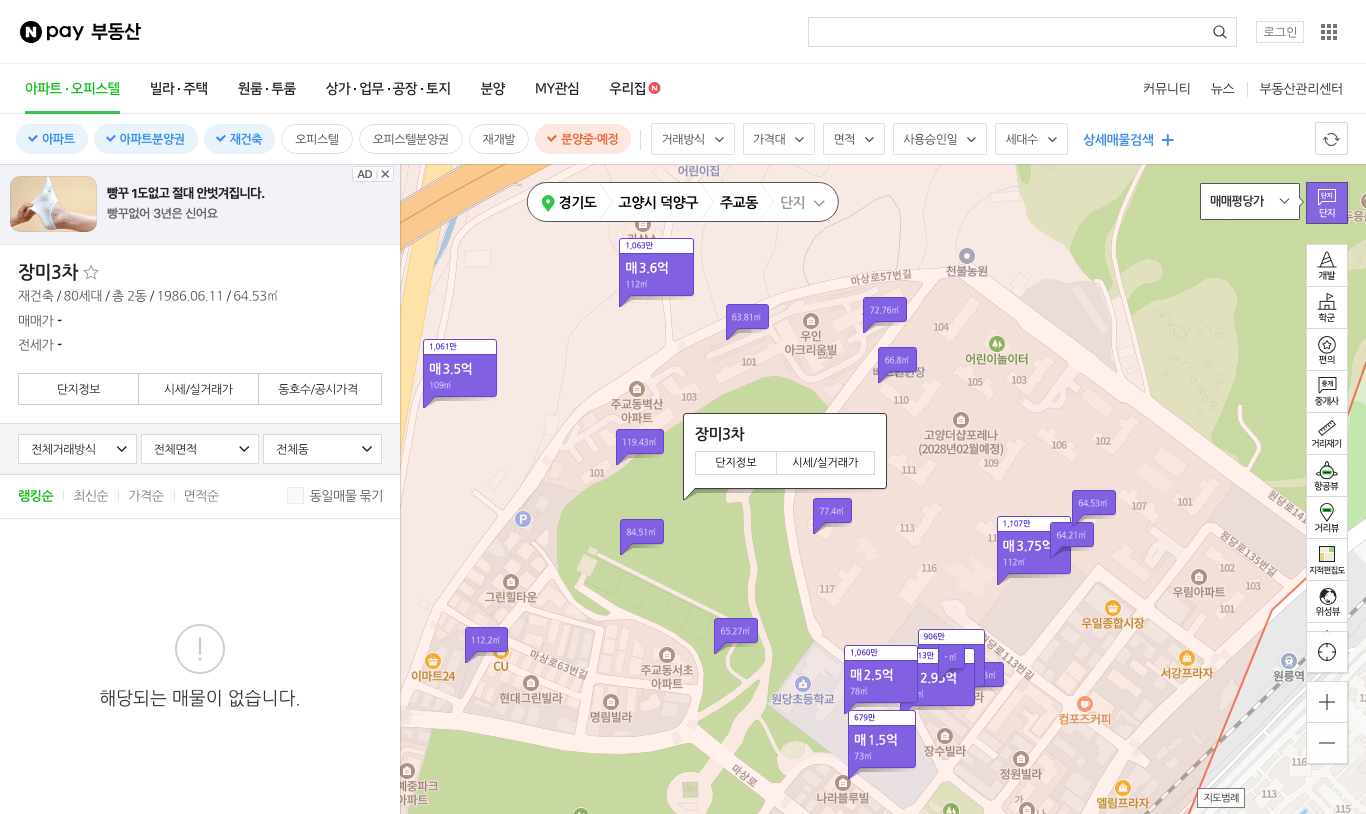 N pay 부동산
로그인
아파트·오피스텔 빌라·주택 원룸·투룸 상가·업무·공장·토지 분양 MY관심 우리집 N
커뮤니티 뉴스 부동산관리센터
아파트 아파트분양권 재건축 오피스텔 오피스텔분양권 재개발 분양중·예정
거래방식 가격대 면적 사용승인일 세대수 상세매물검색
AD
빵꾸 1도없고 절대 안벗겨집니다.
빵꾸없어 3년은 신어요
장미3차
재건축 / 80세대 / 총 2동 / 1986.06.11 / 64.53㎡
매매가 -
전세가 -
단지정보 시세/실거래가 동호수/공시가격
전체거래방식 전체면적 전체동
랭킹순 최신순 가격순 면적순 동일매물 묶기
해당되는 매물이 없습니다.
어린이집
경기도 고양시 덕양구 주교동 단지
매매평당가
단지
단지
1,063만
매3.6억
112㎡
천불농원
마상로57번길
63.81㎡
72.76㎡
우인
아크리움빌
101
104
어린이놀이터
66.8㎡
105
103
110
1,061만
매3.5억
109㎡
주교동벽산
아파트
103
119.43㎡
101
장미3차
단지정보 시세/실거래가
고양더샵포레나
(2028년02월예정)
109
106
102
111
P
84.51㎡
77.4㎡
113
107
101
64.53㎡
1,107만
매3.75억
112㎡
64.21㎡
원당로135번길
116
117
그린힐타운
우림아파트
102
103
101
우일종합시장
112.2㎡
CU
이마트24
마상로63번길
65.27㎡
주교동서초
아파트
현대그린빌라
명림빌라
원당초등학교
906만
1,060만
매2.5억
78㎡
679만
매1.5억
73㎡
원당로113번길
서강프라자
원릉역
컴포즈커피
장수빌라
정원빌라
나라블루빌
마상로
엘림프라자
아파트
116
113
115
지도범례
개발
학군
편의
중개
중개사
거리재기
항공뷰
거리뷰
지적편집도
위성뷰